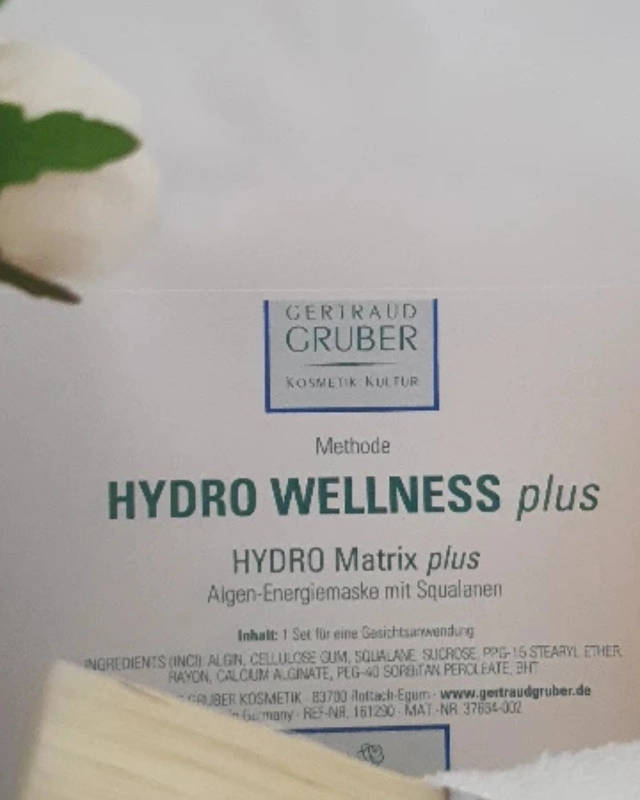 GERTRAUD
GRUBER
KOSMETIK KULTUR
Methode
HYDRO WELLNESS plus
HYDRO Matrix plus
Algen-Energiemaske mit Squalanen
Inhalt: 1 Set für eine Gesichtsanwendung
INGREDIENTS (INCI): ALGIN, CELLULOSE GUM, SQUALANE, SUCROSE, PPG-15 STEARYL ETHER,
RAYON, CALCIUM ALGINATE, PEG-40 SORBITAN PEROLEATE, BHT
GRUBER KOSMETIK · 83700 Rottach-Egern · www.gertraudgruber.de
in Germany · REF-NR. 161290 · MAT.-NR. 37654-002